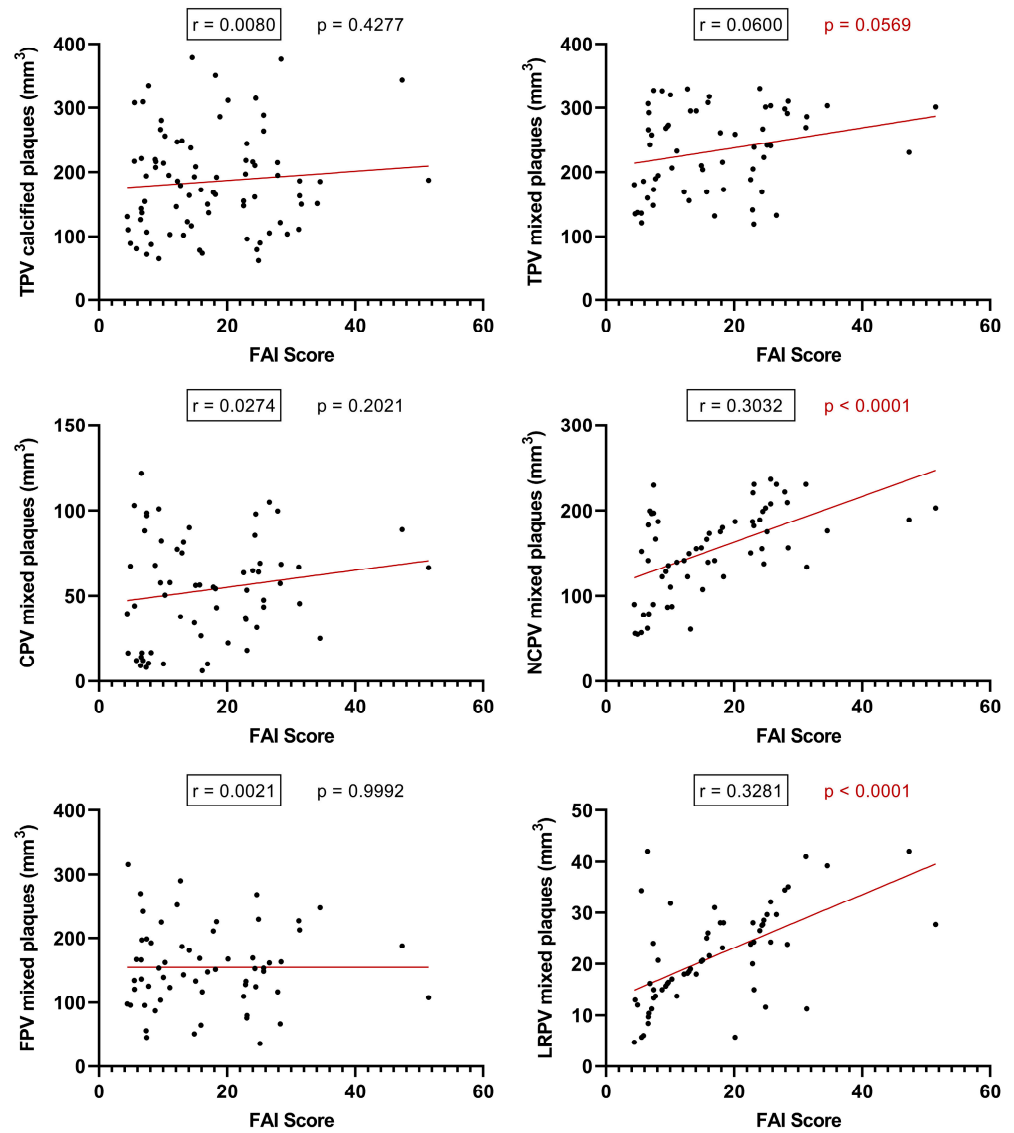 r = 0.0080 p = 0.4277
TPV calcified plaques (mm³)
400
300
200
100
0
0 20 40 60
FAI Score
r = 0.0600 p = 0.0569
TPV mixed plaques (mm³)
400
300
200
100
0
0 20 40 60
FAI Score
r = 0.0274 p = 0.2021
CPV mixed plaques (mm³)
150
100
50
0
0 20 40 60
FAI Score
r = 0.3032 p < 0.0001
NCPV mixed plaques (mm³)
300
200
100
0
0 20 40 60
FAI Score
r = 0.0021 p = 0.9992
FPV mixed plaques (mm³)
400
300
200
100
0
0 20 40 60
FAI Score
r = 0.3281 p < 0.0001
LRPV mixed plaques (mm³)
50
40
30
20
10
0
0 20 40 60
FAI Score